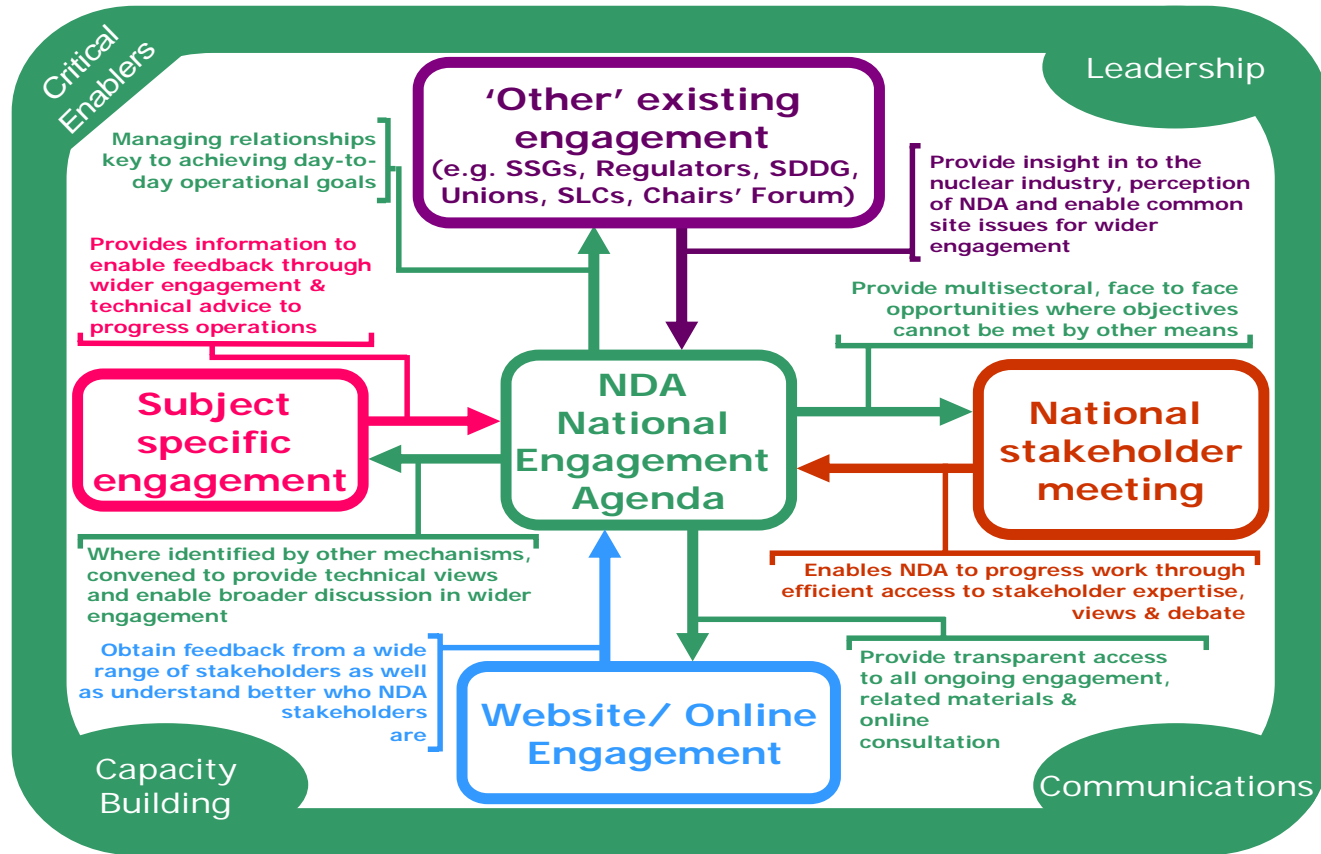 Critical
Enablers
Leadership
'Other' existing
engagement
(e.g. SSGs, Regulators, SDDG,
Unions, SLCs, Chairs' Forum)
Managing relationships
key to achieving day-to-
day operational goals
Provide insight in to the
nuclear industry, perception
of NDA and enable common
site issues for wider
engagement
Provides information to
enable feedback through
wider engagement &
technical advice to
progress operations
Provide multisectoral, face to face
opportunities where objectives
cannot be met by other means
Subject
specific
engagement
NDA
National
Engagement
Agenda
National
stakeholder
meeting
Where identified by other mechanisms,
convened to provide technical views
and enable broader discussion in wider
engagement
Enables NDA to progress work through
efficient access to stakeholder expertise,
views & debate
Obtain feedback from a wide
range of stakeholders as well
as understand better who NDA
stakeholders
are
Website/ Online
Engagement
Provide transparent access
to all ongoing engagement,
related materials &
online
consultation
Capacity
Building
Communications